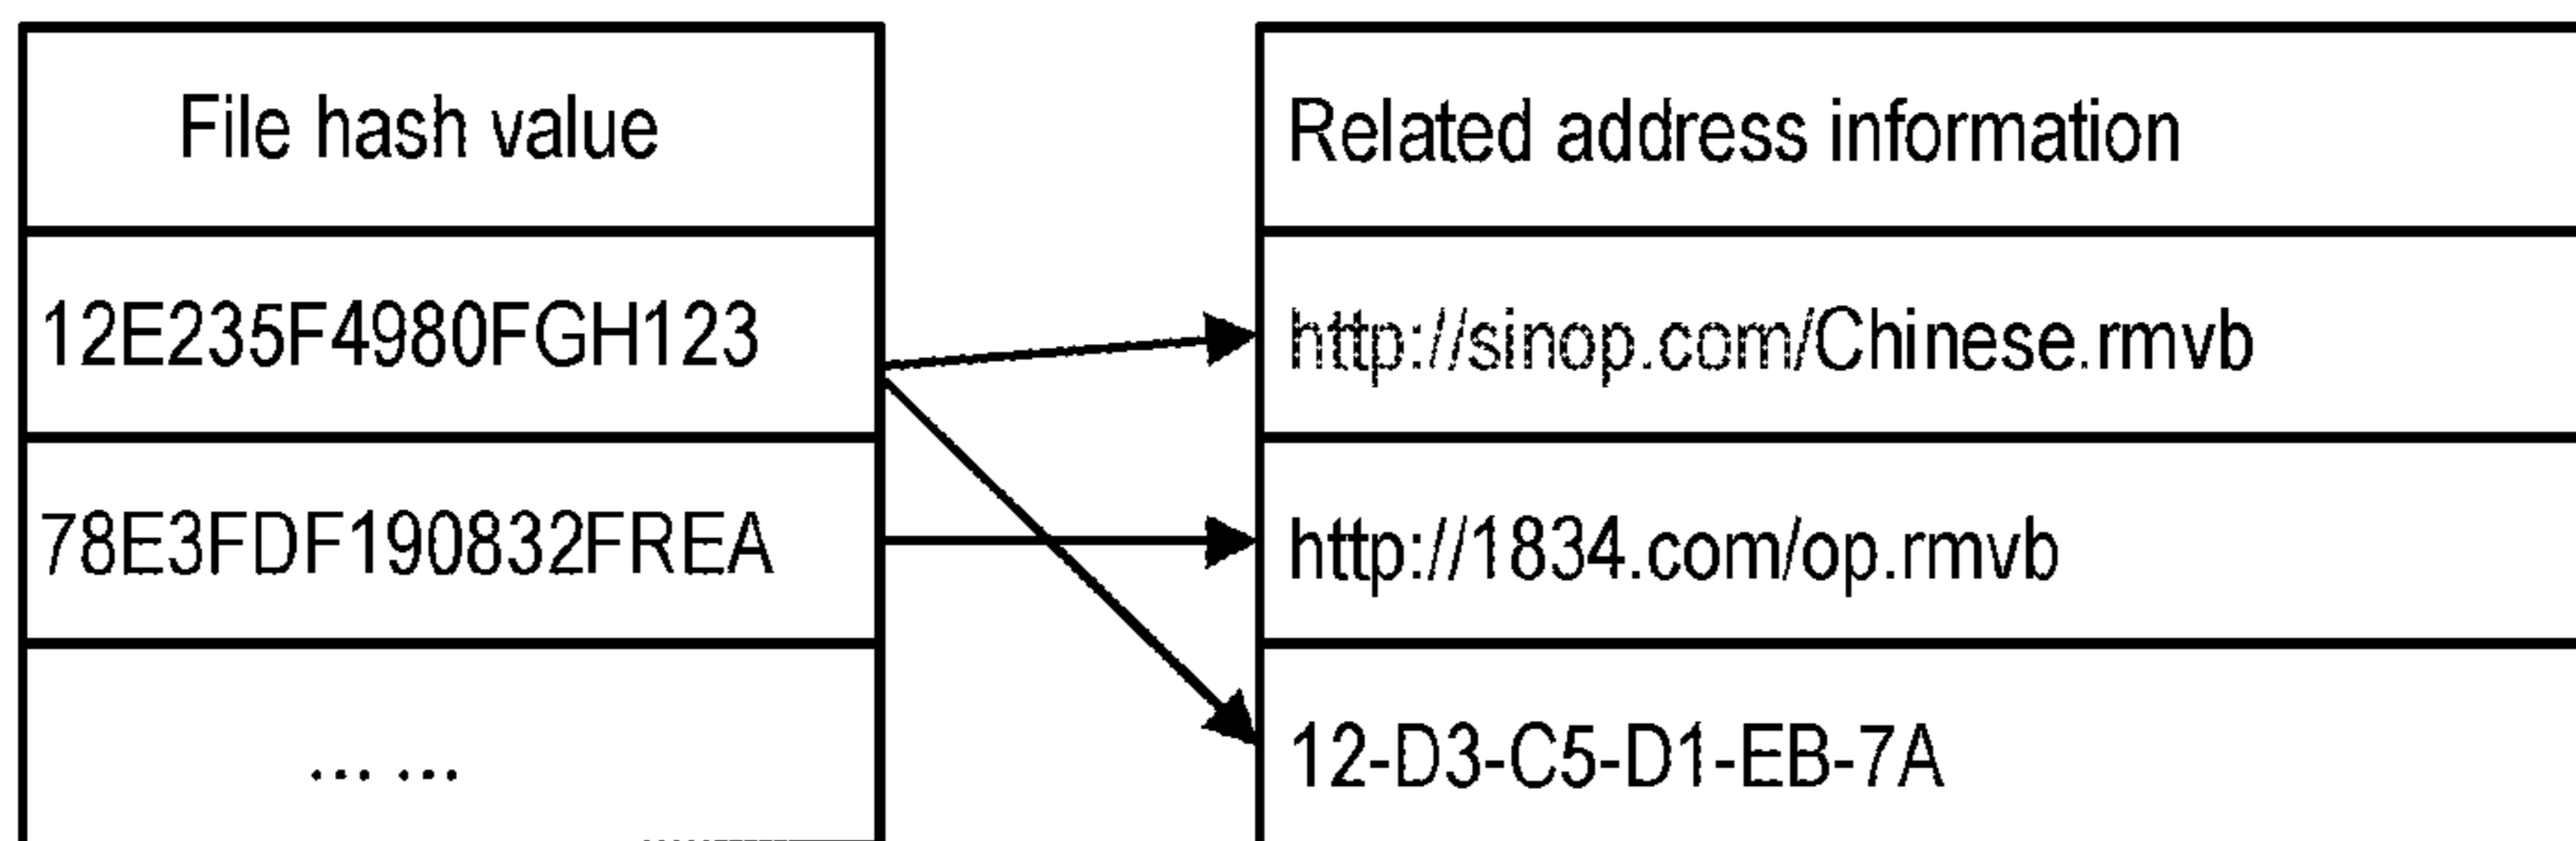 File hash value
Related address information
12E235F4980FGH123
http://sinop.com/Chinese.rmvb
78E3FDF190832FREA
http://1834.com/op.rmvb
... ...
12-D3-C5-D1-EB-7A